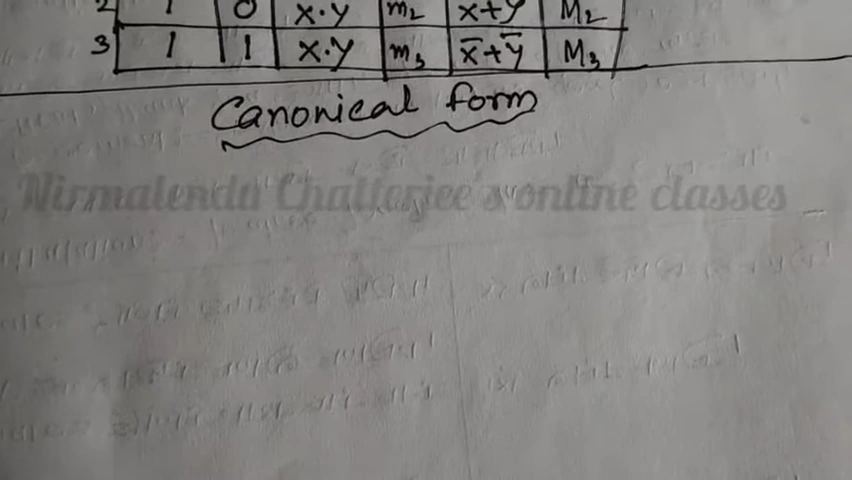 2 1 0 x·y m₂ x+y M₂
3 1 1 x·y m₃ x̅+y̅ M₃
Canonical form
Nirmalendu Chatterjee's online classes